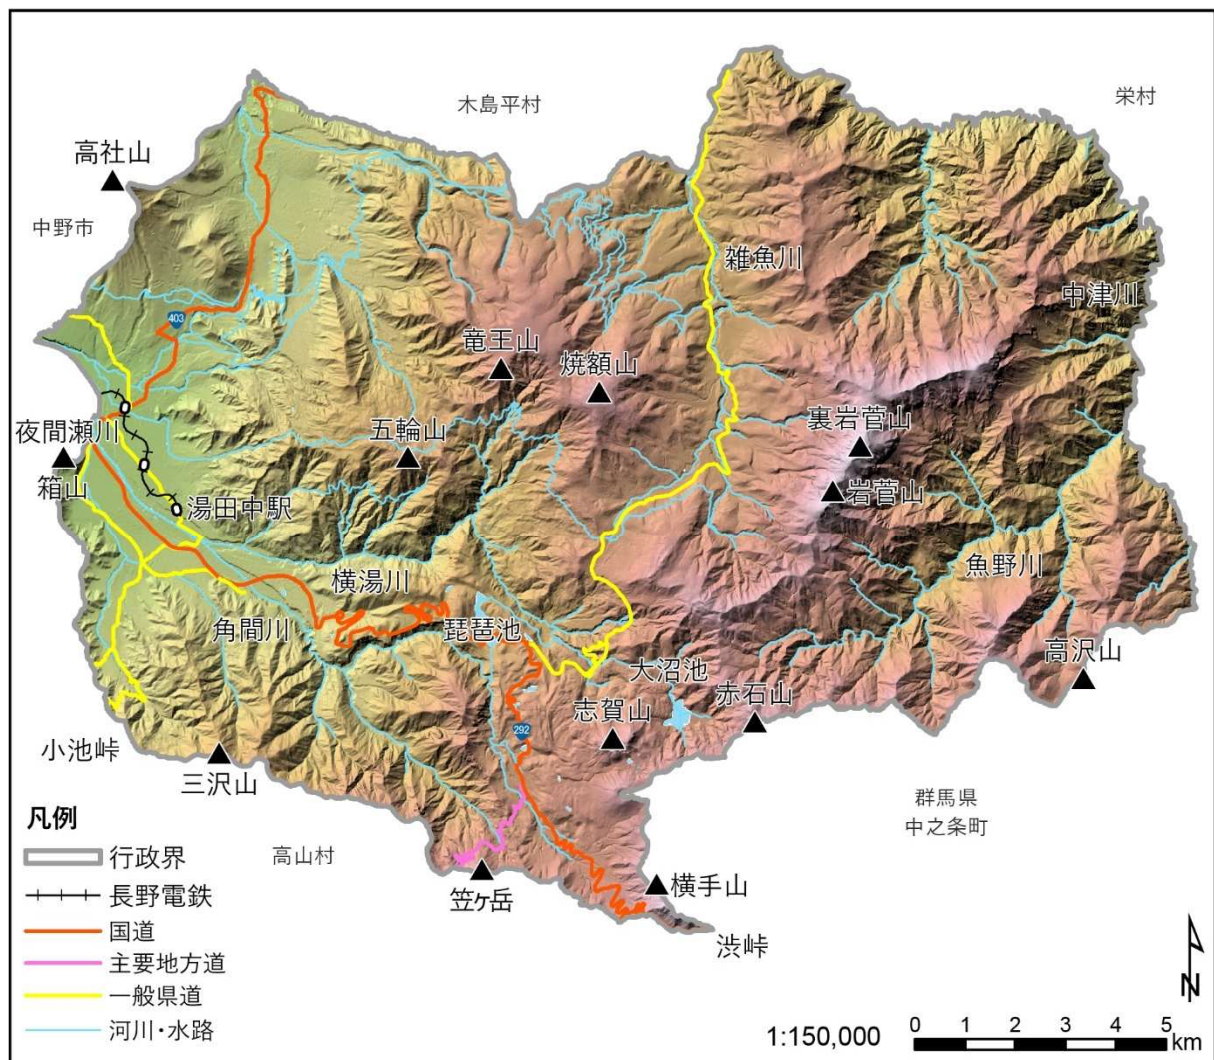 木島平村
栄村
高社山
中野市
雑魚川
中津川
403
竜王山
焼額山
夜間瀬川
五輪山
裏岩菅山
箱山
岩菅山
湯田中駅
横湯川
魚野川
角間川
琵琶池
大沼池
高沢山
志賀山
赤石山
292
小池峠
三沢山
群馬県
中之条町
凡例
行政界
高山村
長野電鉄
笠ヶ岳
横手山
国道
渋峠
主要地方道
一般県道
河川・水路
N
1:150,000
0 1 2 3 4 5
km